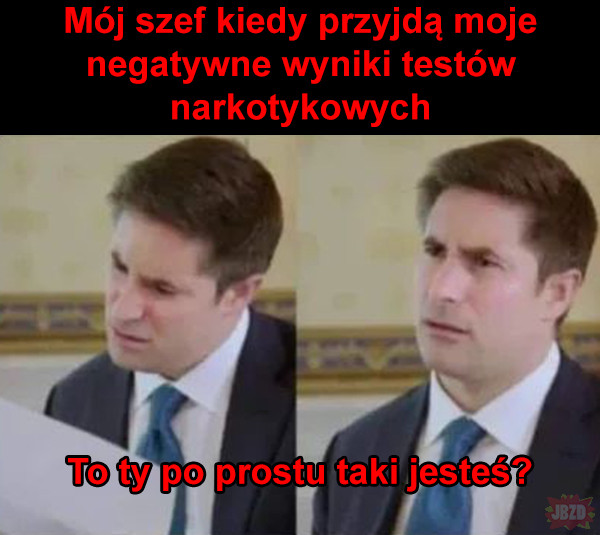 Mój szef kiedy przyjdą moje
negatywne wyniki testów
narkotykowych
To ty po prostu taki jesteś?
JBZD